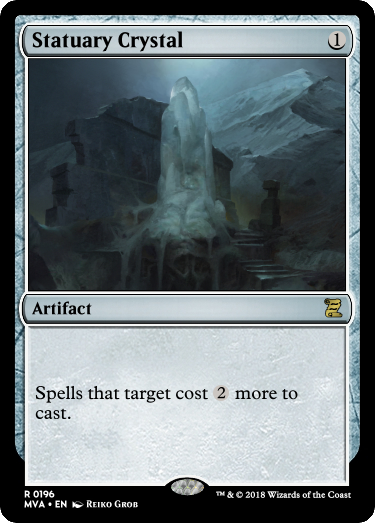 Statuary Crystal 1
Artifact
Spells that target cost 2 more to
cast.
R 0196
MVA • EN Reiko Grob
™ & © 2018 Wizards of the Coast